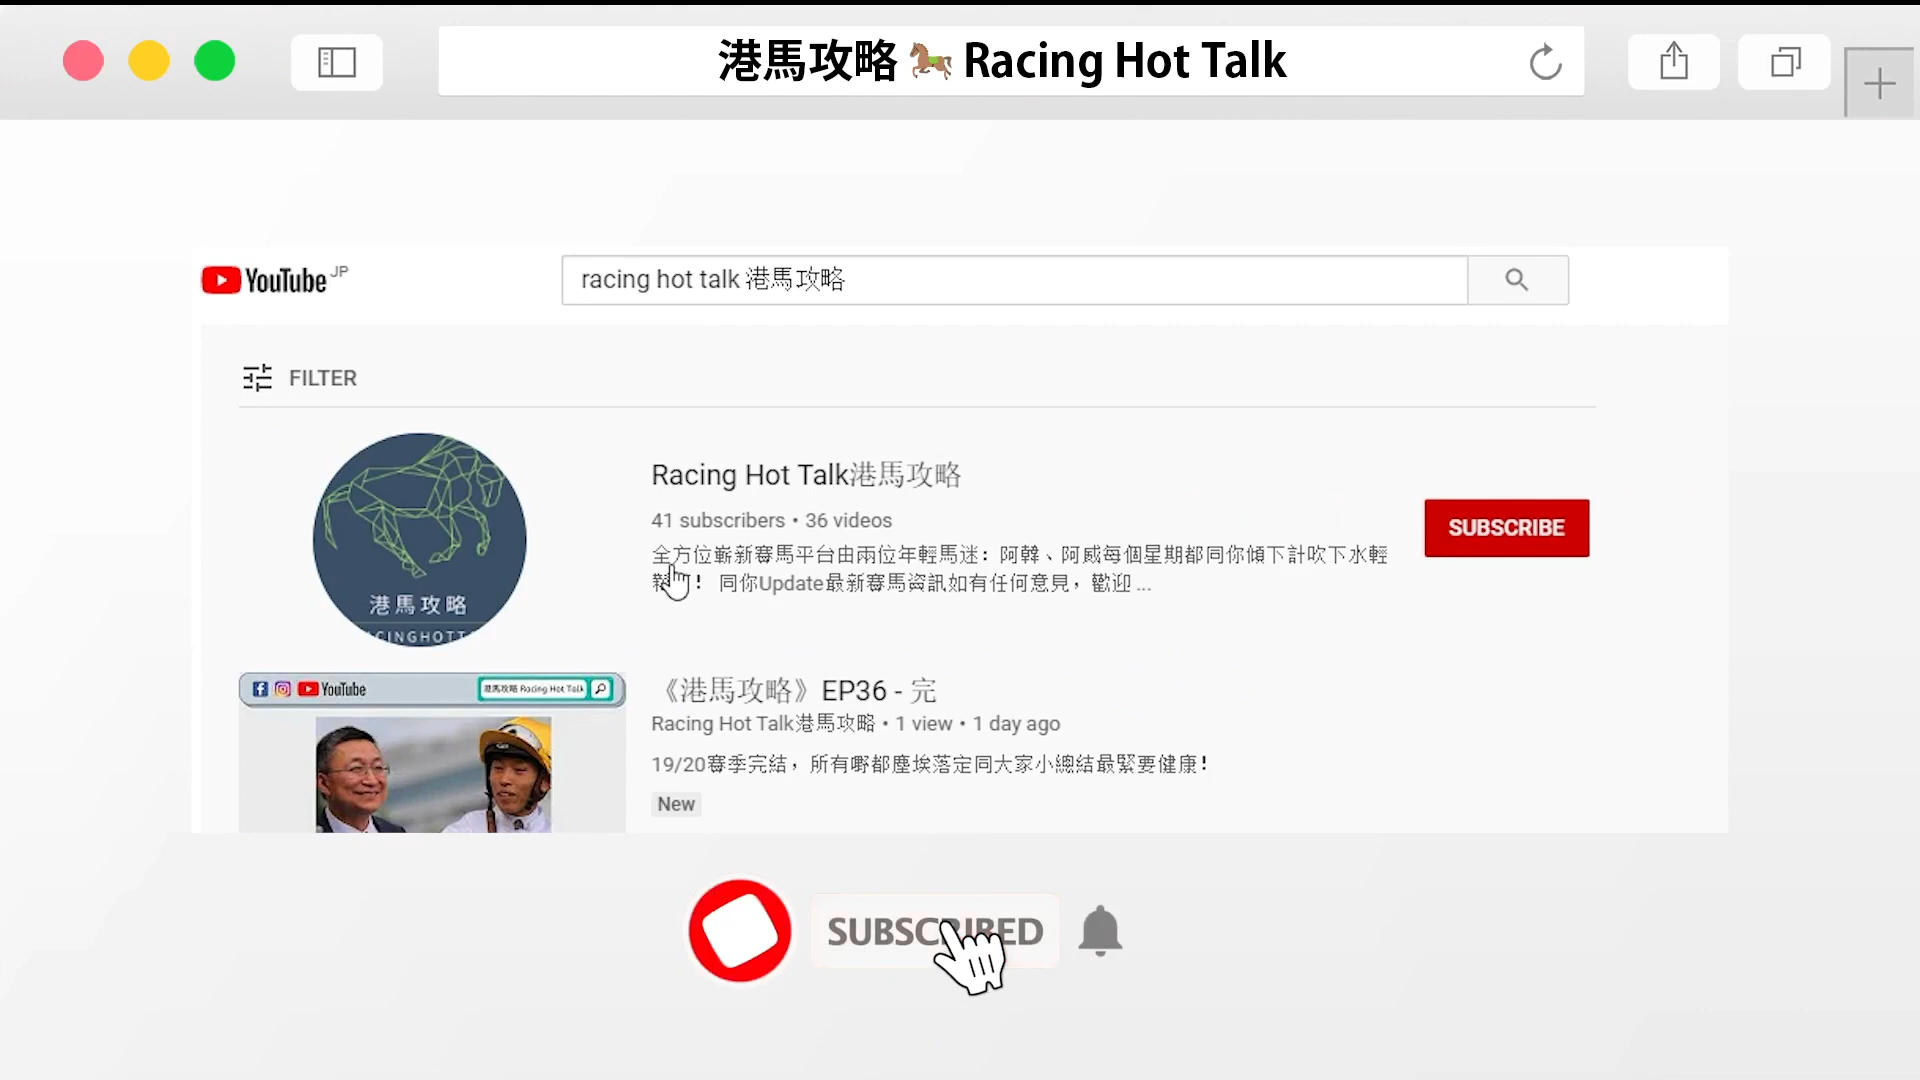 港馬攻略 Racing Hot Talk
YouTube JP
racing hot talk 港馬攻略
FILTER
港馬攻略
Racing Hot Talk港馬攻略
41 subscribers • 36 videos
全方位嶄新賽馬平台由兩位年輕馬迷：阿韓、阿威每個星期都同你傾下計吹下水輕
！ 同你Update最新賽馬資訊如有任何意見，歡迎 ...
SUBSCRIBE
YouTube
港馬攻略 Racing Hot Talk
《港馬攻略》EP36 - 完
Racing Hot Talk港馬攻略 • 1 view • 1 day ago
19/20賽季完結，所有嘢都塵埃落定同大家小總結最緊要健康！
New
SUBSCRIBED